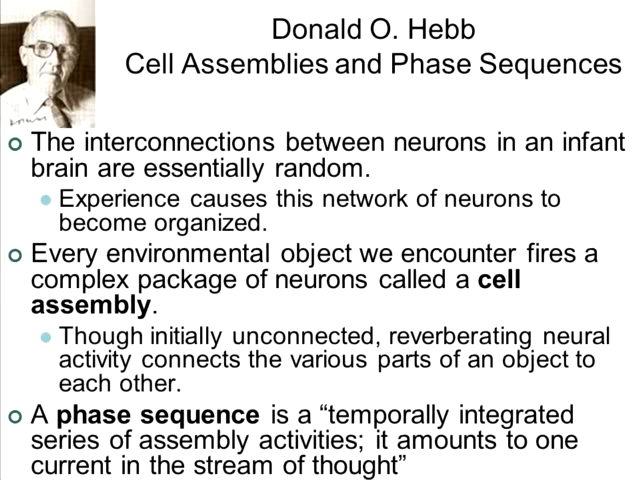 Donald O. Hebb
Cell Assemblies and Phase Sequences
The interconnections between neurons in an infant
brain are essentially random.
Experience causes this network of neurons to
become organized.
Every environmental object we encounter fires a
complex package of neurons called a cell
assembly.
Though initially unconnected, reverberating neural
activity connects the various parts of an object to
each other.
A phase sequence is a “temporally integrated
series of assembly activities; it amounts to one
current in the stream of thought”